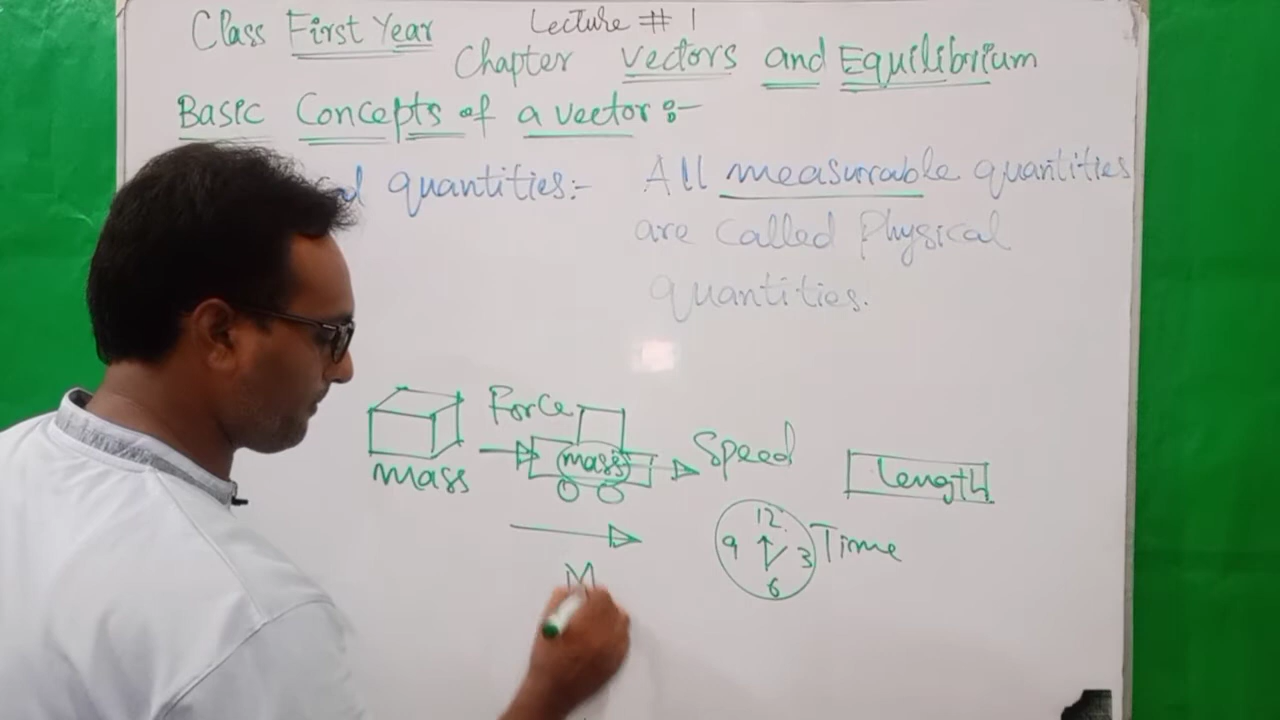 Lecture # 1
Class First Year
Chapter vectors and Equilibrium
Basic Concepts of a vector:-
quantities:- All measurable quantities
are called Physical
quantities.
Force
mass
mass
Speed
Length
12
9
3
6
Time
M